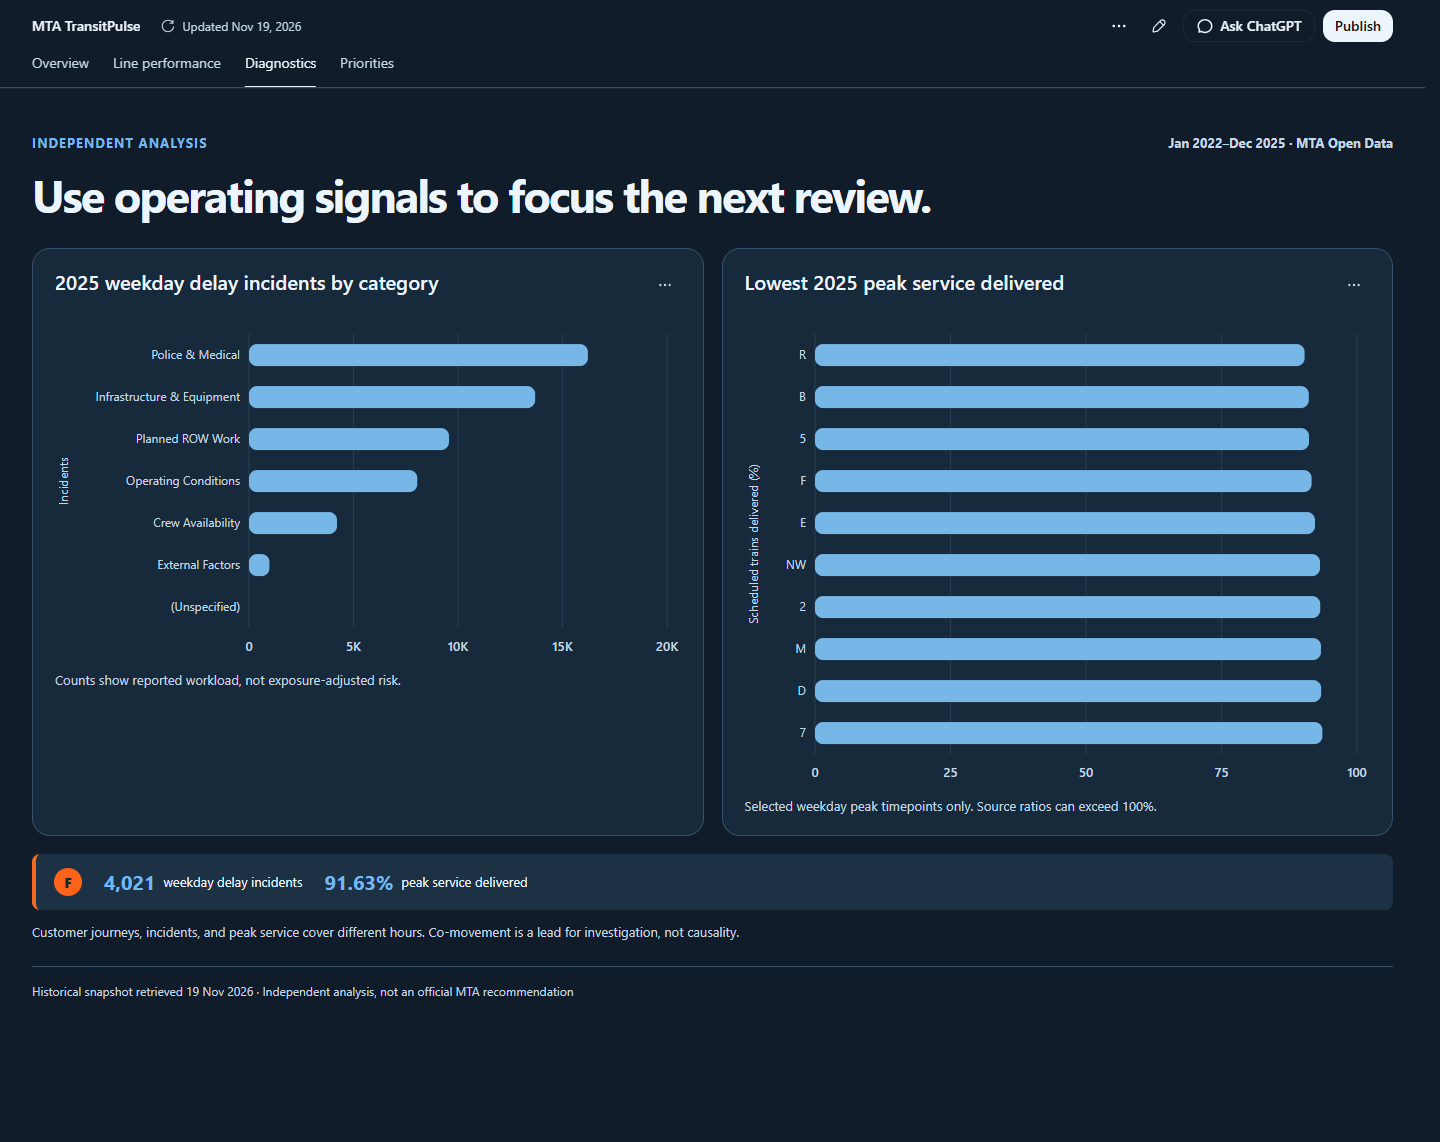 MTA TransitPulse
Updated Nov 19, 2026
Ask ChatGPT
Publish
Overview
Line performance
Diagnostics
Priorities
INDEPENDENT ANALYSIS
Jan 2022–Dec 2025 · MTA Open Data
Use operating signals to focus the next review.
2025 weekday delay incidents by category
Incidents
Police & Medical
Infrastructure & Equipment
Planned ROW Work
Operating Conditions
Crew Availability
External Factors
(Unspecified)
0 5K 10K 15K 20K
Counts show reported workload, not exposure-adjusted risk.
Lowest 2025 peak service delivered
Scheduled trains delivered (%)
R
B
5
F
E
NW
2
M
D
7
0 25 50 75 100
Selected weekday peak timepoints only. Source ratios can exceed 100%.
F 4,021 weekday delay incidents 91.63% peak service delivered
Customer journeys, incidents, and peak service cover different hours. Co-movement is a lead for investigation, not causality.
Historical snapshot retrieved 19 Nov 2026 · Independent analysis, not an official MTA recommendation